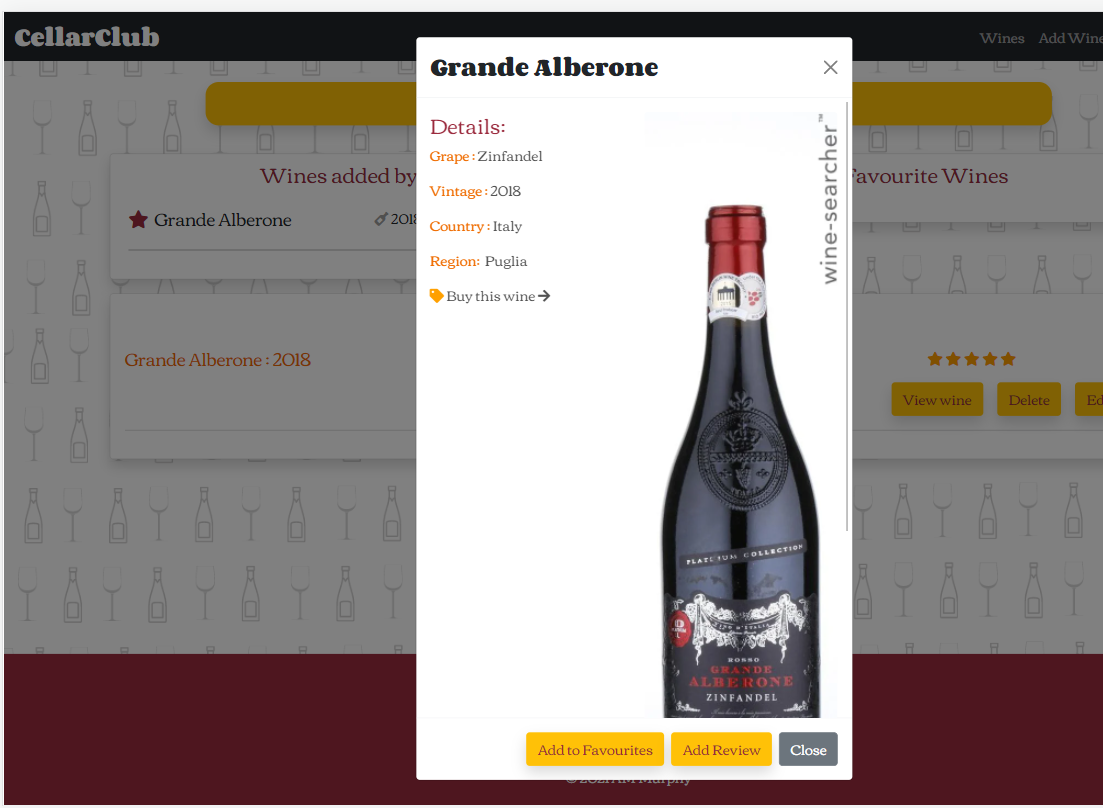 CellarClub
Wines Add Wine
Grande Alberone
Wines added by
Favourite Wines
Grande Alberone 2018
Details:
Grape : Zinfandel
Vintage : 2018
Country : Italy
Region: Puglia
Buy this wine
wine-searcher™
PLATINUM COLLECTION
VINO D'ITALIA
ROSSO
GRANDE
ALBERONE
ZINFANDEL
Grande Alberone : 2018
View wine Delete Ed
Add to Favourites Add Review Close
© 2021 AM Murphy